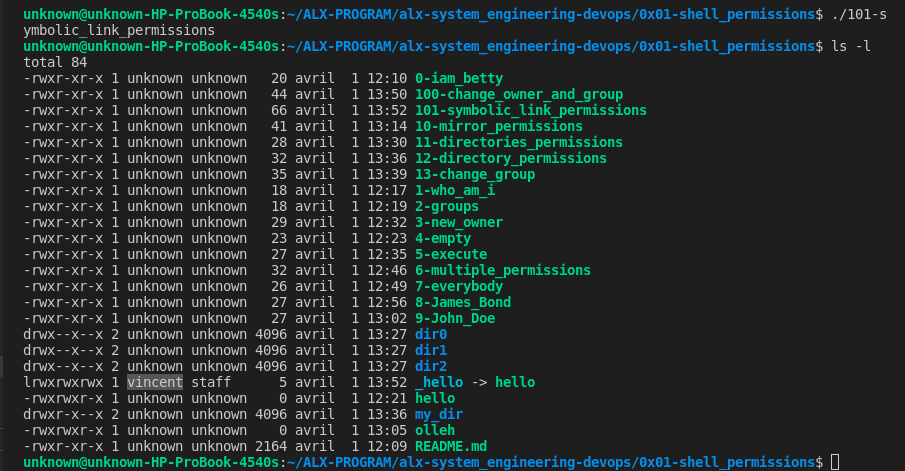 unknown@unknown-HP-ProBook-4540s:~/ALX-PROGRAM/alx-system_engineering-devops/0x01-shell_permissions$ ./101-s
ymbolic_link_permissions
unknown@unknown-HP-ProBook-4540s:~/ALX-PROGRAM/alx-system_engineering-devops/0x01-shell_permissions$ ls -l
total 84
-rwxr-xr-x 1 unknown unknown   20 avril  1 12:10 0-iam_betty
-rwxr-xr-x 1 unknown unknown   44 avril  1 13:50 100-change_owner_and_group
-rwxr-xr-x 1 unknown unknown   66 avril  1 13:52 101-symbolic_link_permissions
-rwxr-xr-x 1 unknown unknown   41 avril  1 13:14 10-mirror_permissions
-rwxr-xr-x 1 unknown unknown   28 avril  1 13:30 11-directories_permissions
-rwxr-xr-x 1 unknown unknown   32 avril  1 13:36 12-directory_permissions
-rwxr-xr-x 1 unknown unknown   35 avril  1 13:39 13-change_group
-rwxr-xr-x 1 unknown unknown   18 avril  1 12:17 1-who_am_i
-rwxr-xr-x 1 unknown unknown   18 avril  1 12:19 2-groups
-rwxr-xr-x 1 unknown unknown   29 avril  1 12:32 3-new_owner
-rwxr-xr-x 1 unknown unknown   23 avril  1 12:23 4-empty
-rwxr-xr-x 1 unknown unknown   27 avril  1 12:35 5-execute
-rwxr-xr-x 1 unknown unknown   32 avril  1 12:46 6-multiple_permissions
-rwxr-xr-x 1 unknown unknown   26 avril  1 12:49 7-everybody
-rwxr-xr-x 1 unknown unknown   27 avril  1 12:56 8-James_Bond
-rwxr-xr-x 1 unknown unknown   27 avril  1 13:02 9-John_Doe
drwx--x--x 2 unknown unknown 4096 avril  1 13:27 dir0
drwx--x--x 2 unknown unknown 4096 avril  1 13:27 dir1
drwx--x--x 2 unknown unknown 4096 avril  1 13:27 dir2
lrwxrwxrwx 1 vincent staff      5 avril  1 13:52 _hello -> hello
-rwxrwxr-x 1 unknown unknown    0 avril  1 12:21 hello
drwxr-xr-x 2 unknown unknown 4096 avril  1 13:36 my_dir
-rwxrwxr-x 1 unknown unknown    0 avril  1 13:05 olleh
-rwxr-xr-x 1 unknown unknown 2164 avril  1 12:09 README.md
unknown@unknown-HP-ProBook-4540s:~/ALX-PROGRAM/alx-system_engineering-devops/0x01-shell_permissions$